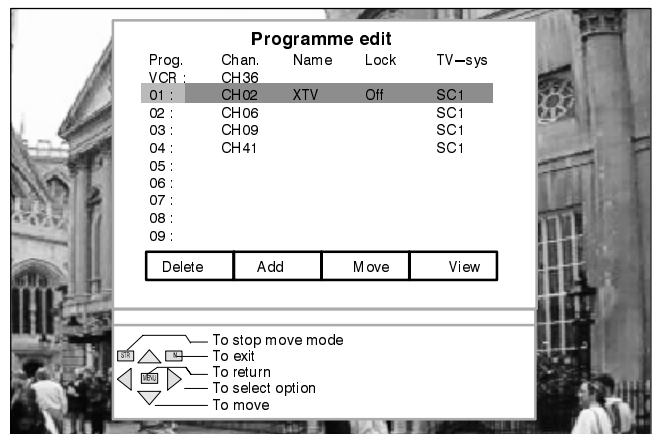 Programme edit
Prog. Chan. Name Lock TV-sys
VCR : CH36
01 : CH02 XTV Off SC1
02 : CH06 SC1
03 : CH09 SC1
04 : CH41 SC1
05 :
06 :
07 :
08 :
09 :
Delete Add Move View
To stop move mode
STR N To exit
MENU To return
To select option
To move